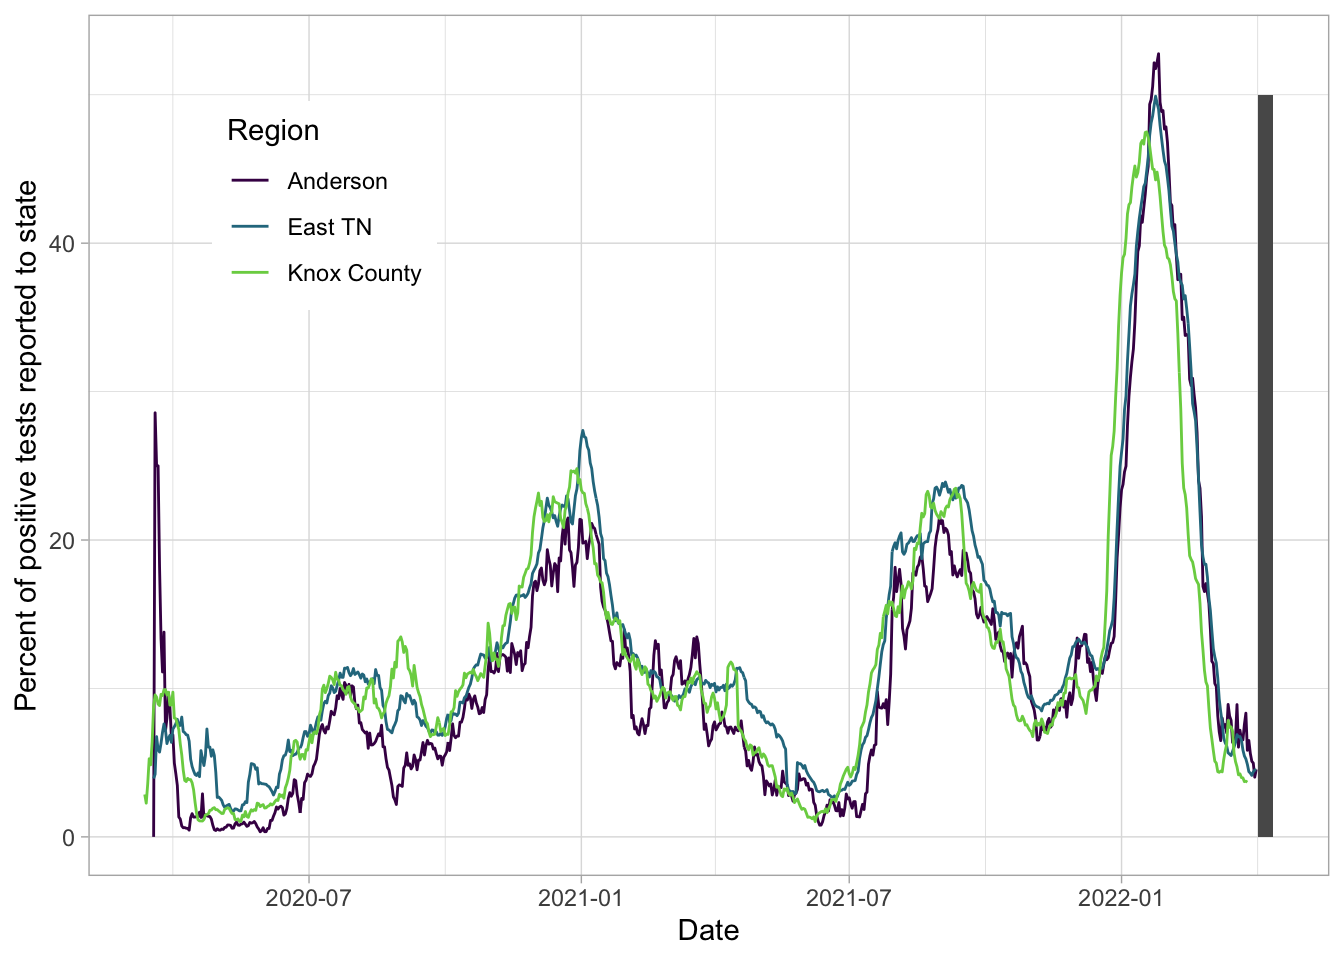 Region
Anderson
East TN
Knox County
Percent of positive tests reported to state
40
20
0
2020-07
2021-01
2021-07
2022-01
Date